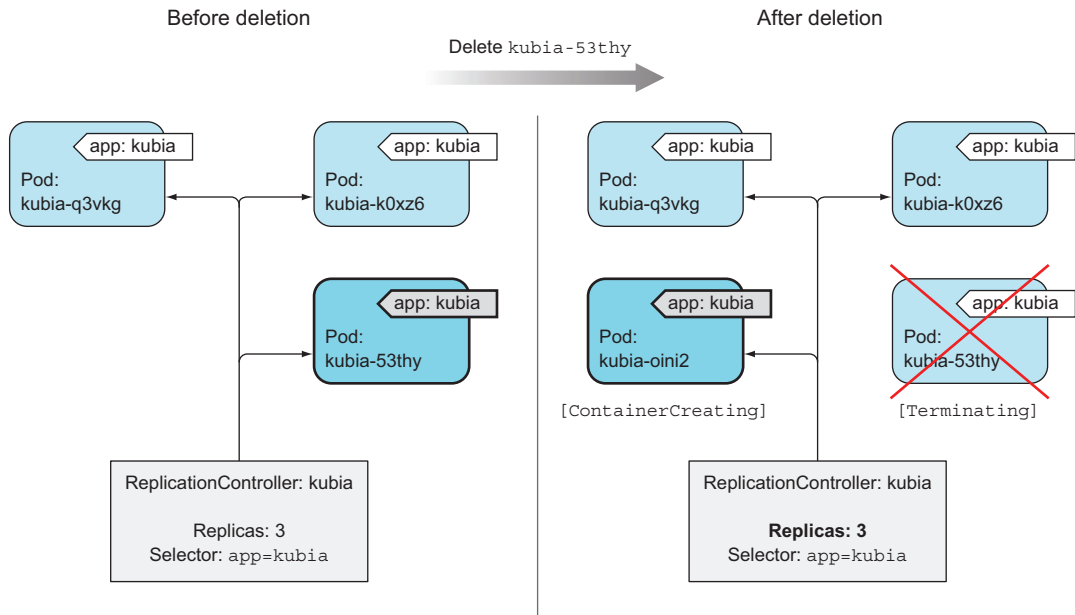 Before deletion
After deletion
Delete kubia-53thy
app: kubia
Pod:
kubia-q3vkg
app: kubia
Pod:
kubia-k0xz6
app: kubia
Pod:
kubia-53thy
ReplicationController: kubia
Replicas: 3
Selector: app=kubia
app: kubia
Pod:
kubia-q3vkg
app: kubia
Pod:
kubia-k0xz6
app: kubia
Pod:
kubia-oini2
[ContainerCreating]
app: kubia
Pod:
kubia-53thy
[Terminating]
ReplicationController: kubia
Replicas: 3
Selector: app=kubia